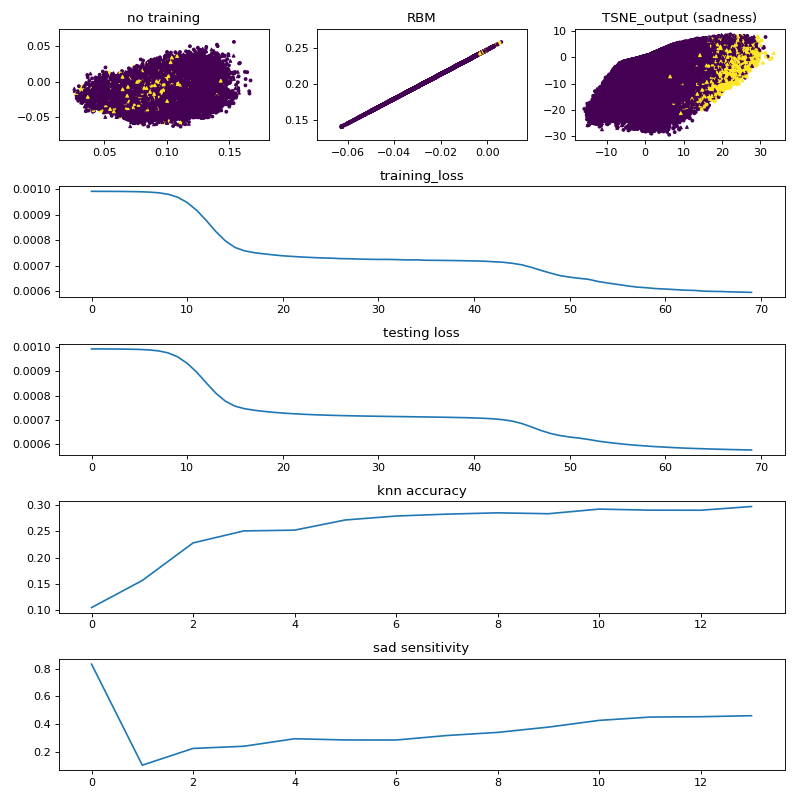 no training RBM TSNE_output (sadness)
0.05 0.00 −0.05
0.05 0.10 0.15
0.25 0.20 0.15
−0.06 −0.04 −0.02 0.00
10 0 −10 −20 −30
−10 0 10 20 30
training_loss
0.0010
0.0009
0.0008
0.0007
0.0006
0 10 20 30 40 50 60 70
testing loss
0.0010
0.0009
0.0008
0.0007
0.0006
0 10 20 30 40 50 60 70
knn accuracy
0.30
0.25
0.20
0.15
0.10
0 2 4 6 8 10 12
sad sensitivity
0.8
0.6
0.4
0.2
0 2 4 6 8 10 12